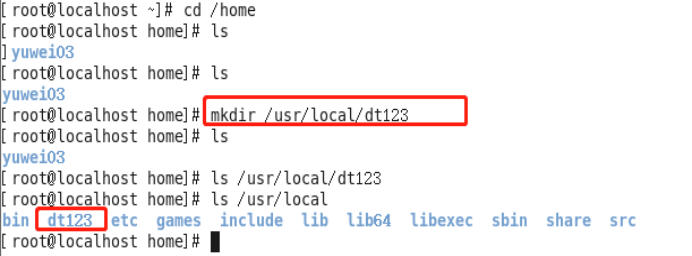 [ root@localhost ~]# cd /home
[ root@localhost home]# ls
]yuwei03
[ root@localhost home]# ls
yuwei03
[ root@localhost home]# mkdir /usr/local/dt123
[ root@localhost home]# ls
yuwei03
[ root@localhost home]# ls /usr/local/dt123
[ root@localhost home]# ls /usr/local
bin dt123 etc games include lib lib64 libexec sbin share src
[ root@localhost home]#